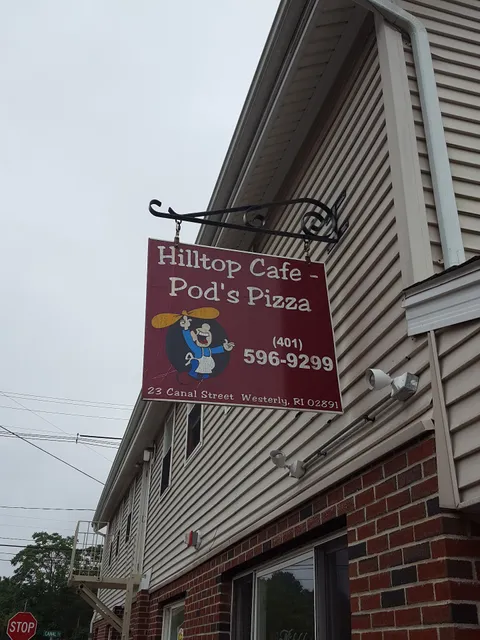 Hilltop Cafe -
Pod's Pizza
(401)
596-9299
23 Canal Street Westerly, RI 02891
STOP